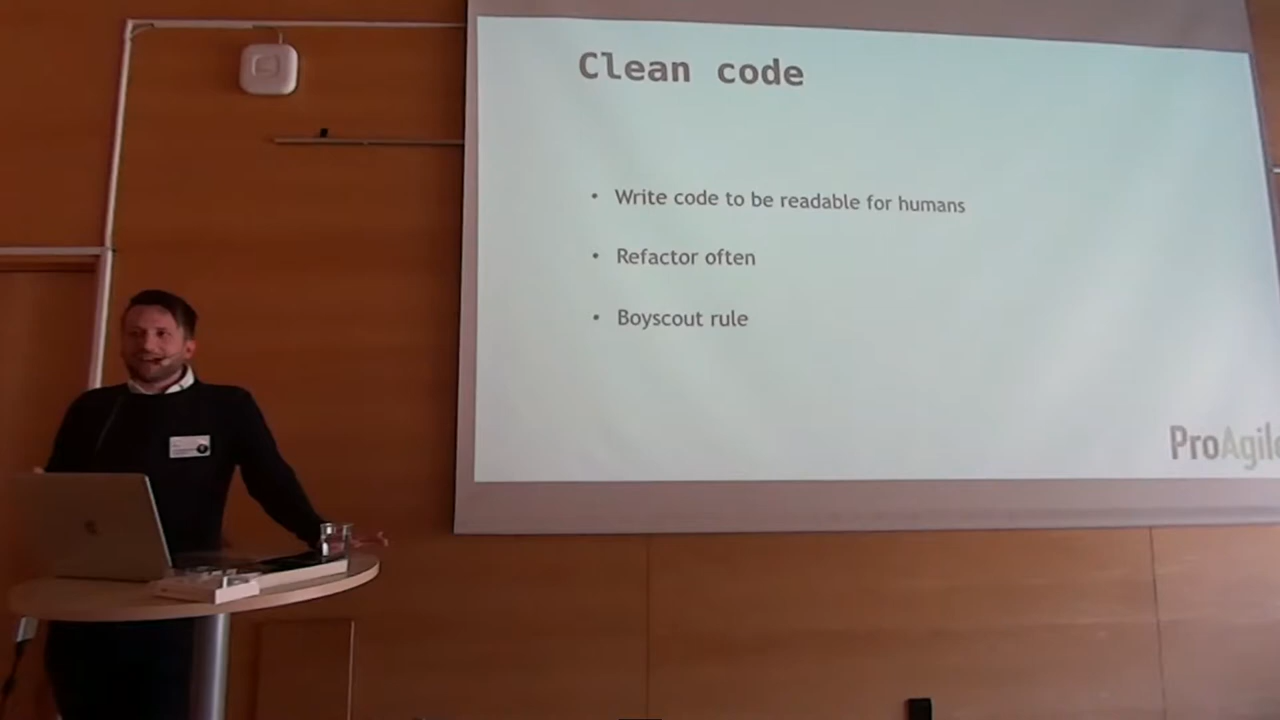 Clean code
• Write code to be readable for humans
• Refactor often
• Boyscout rule
ProAgile